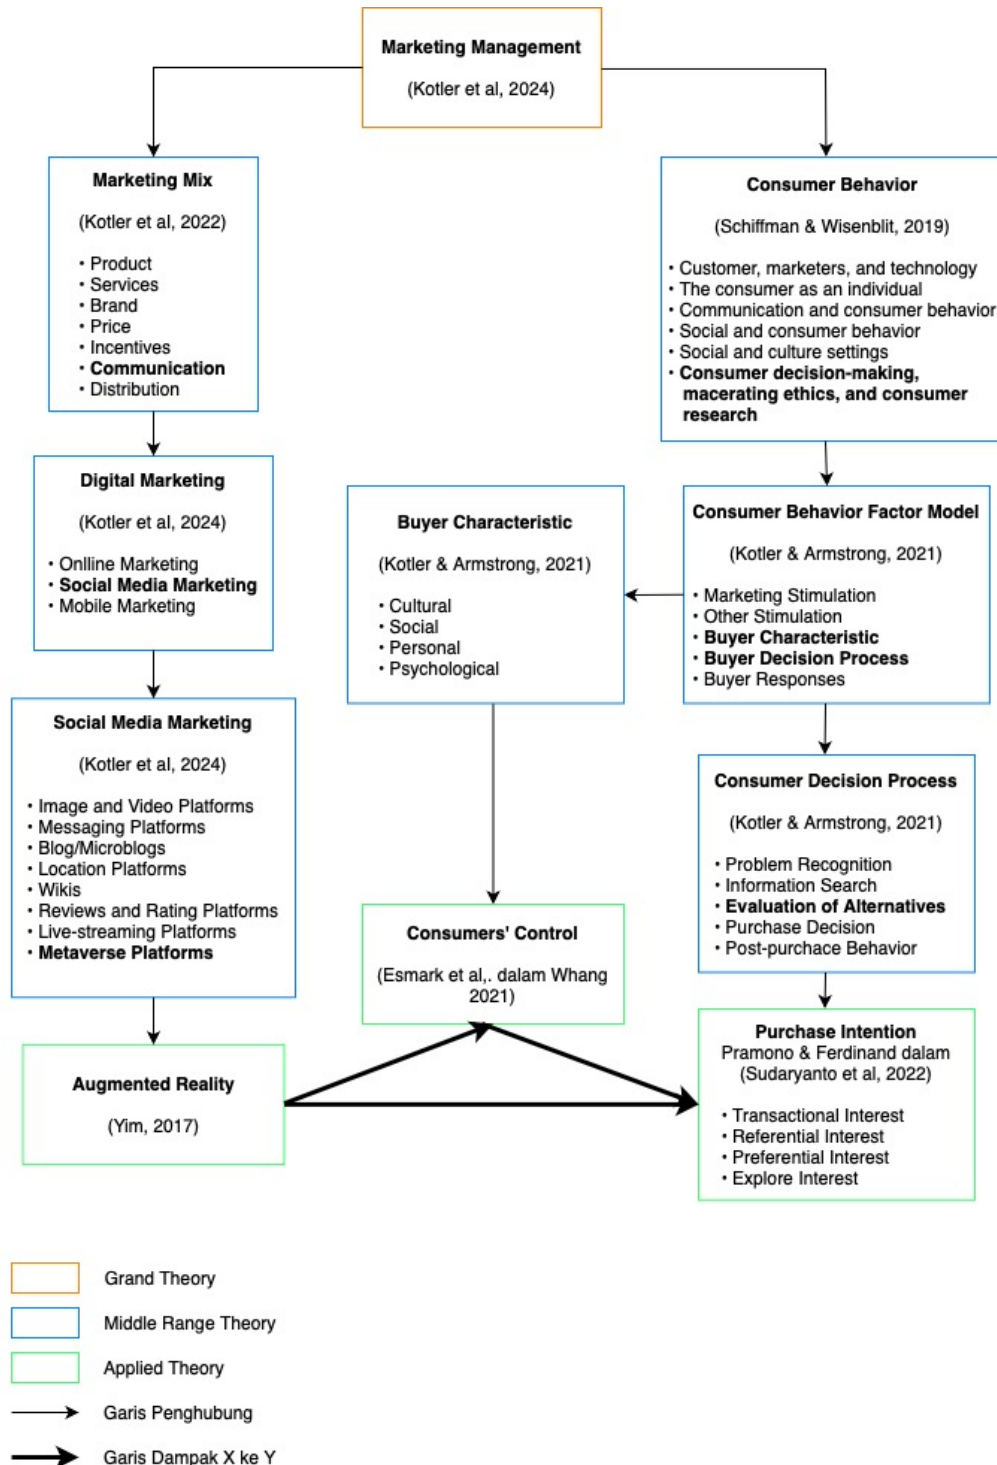 Marketing Management
(Kotler et al, 2024)
Marketing Mix
(Kotler et al, 2022)
• Product
• Services
• Brand
• Price
• Incentives
• Communication
• Distribution
Consumer Behavior
(Schiffman & Wisenblit, 2019)
• Customer, marketers, and technology
• The consumer as an individual
• Communication and consumer behavior
• Social and consumer behavior
• Social and culture settings
• Consumer decision-making,
macerating ethics, and consumer
research
Digital Marketing
(Kotler et al, 2024)
• Onlline Marketing
• Social Media Marketing
• Mobile Marketing
Buyer Characteristic
(Kotler & Armstrong, 2021)
• Cultural
• Social
• Personal
• Psychological
Consumer Behavior Factor Model
(Kotler & Armstrong, 2021)
• Marketing Stimulation
• Other Stimulation
• Buyer Characteristic
• Buyer Decision Process
• Buyer Responses
Social Media Marketing
(Kotler et al, 2024)
• Image and Video Platforms
• Messaging Platforms
• Blog/Microblogs
• Location Platforms
• Wikis
• Reviews and Rating Platforms
• Live-streaming Platforms
• Metaverse Platforms
Consumer Decision Process
(Kotler & Armstrong, 2021)
• Problem Recognition
• Information Search
• Evaluation of Alternatives
• Purchase Decision
• Post-purchace Behavior
Consumers' Control
(Esmark et al,. dalam Whang
2021)
Augmented Reality
(Yim, 2017)
Purchase Intention
Pramono & Ferdinand dalam
(Sudaryanto et al, 2022)
• Transactional Interest
• Referential Interest
• Preferential Interest
• Explore Interest
Grand Theory
Middle Range Theory
Applied Theory
Garis Penghubung
Garis Dampak X ke Y